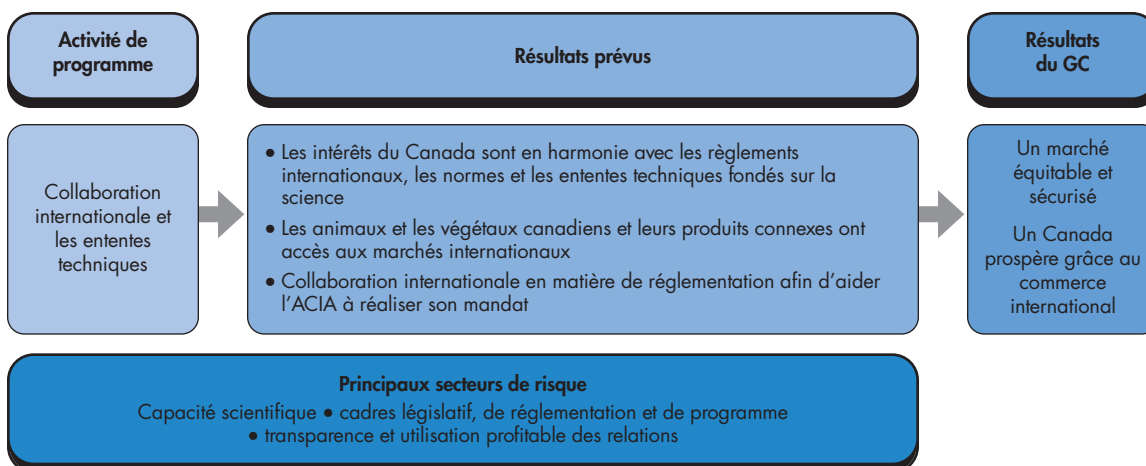 Activité de
programme
Résultats prévus
Résultats
du GC
Collaboration
internationale et
les ententes
techniques
• Les intérêts du Canada sont en harmonie avec les règlements
internationaux, les normes et les ententes techniques fondés sur la
science
• Les animaux et les végétaux canadiens et leurs produits connexes ont
accès aux marchés internationaux
• Collaboration internationale en matière de réglementation afin d'aider
l'ACIA à réaliser son mandat
Un marché
équitable et
sécurisé
Un Canada
prospère grâce au
commerce
international
Principaux secteurs de risque
Capacité scientifique • cadres législatif, de réglementation et de programme
• transparence et utilisation profitable des relations